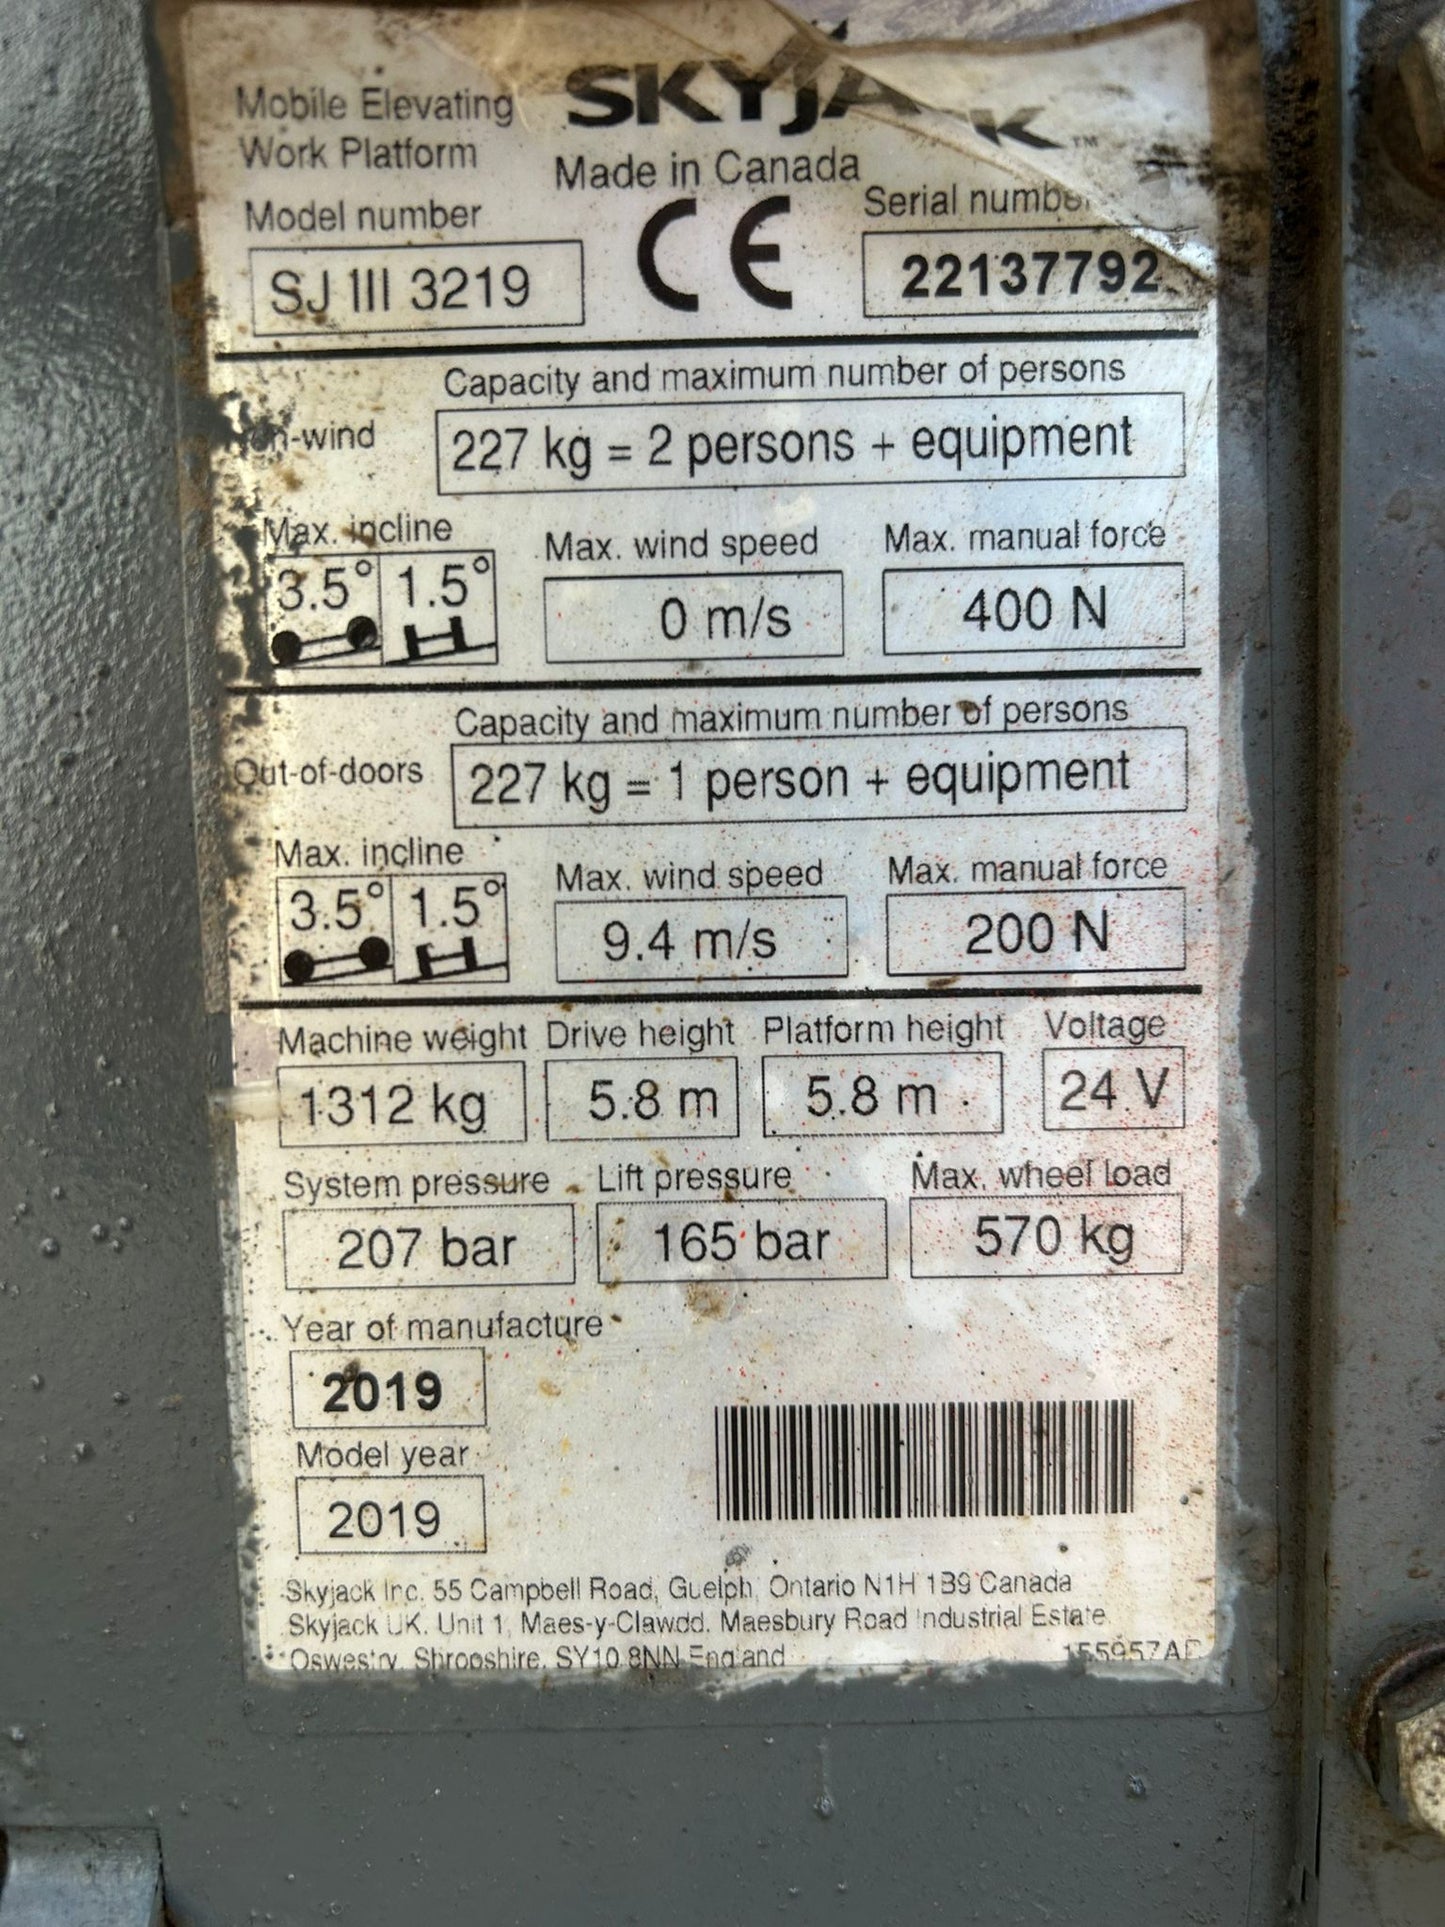 SKYJACK™
Mobile Elevating
Work Platform
Made in Canada
Model number
Serial number
SJ III 3219
CE
22137792
Capacity and maximum number of persons
227 kg = 2 persons + equipment
Max. incline
Max. wind speed
Max. manual force
3.5° 1.5°
0 m/s
400 N
Capacity and maximum number of persons
Out-of-doors
227 kg = 1 person + equipment
Max. incline
Max. wind speed
Max. manual force
3.5° 1.5°
9.4 m/s
200 N
Machine weight
Drive height
Platform height
Voltage
1312 kg
5.8 m
5.8 m
24 V
System pressure
Lift pressure
Max. wheel load
207 bar
165 bar
570 kg
Year of manufacture
2019
Model year
2019
Skyjack Inc. 55 Campbell Road, Guelph, Ontario N1H 1B9 Canada
Skyjack UK. Unit 1, Maes-y-Clawdd, Maesbury Road Industrial Estate
Oswestry, Shropshire, SY10 8NN England